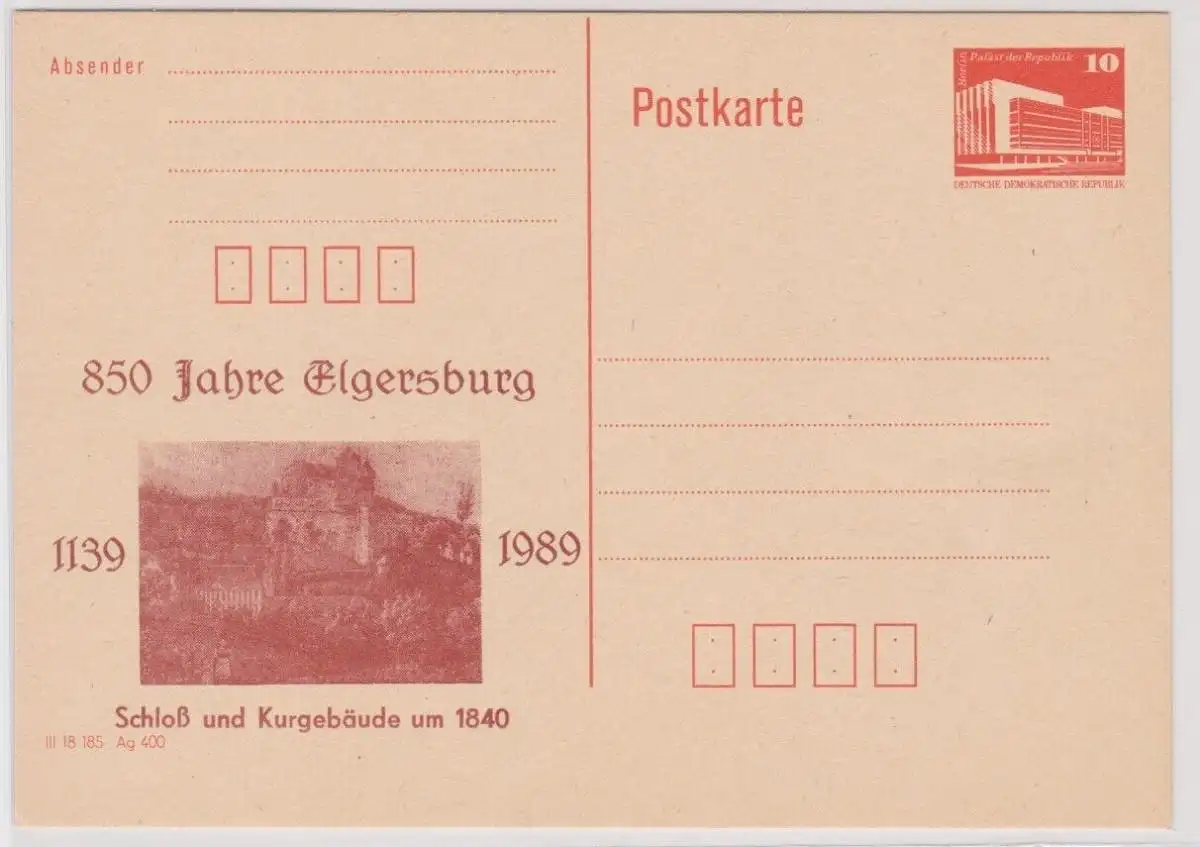 Absender
Postkarte
Berlin
Palast der Republik 10
DEUTSCHE DEMOKRATISCHE REPUBLIK
850 Jahre Elgersburg
1139
1989
Schloß und Kurgebäude um 1840
III 18 185 Ag 400